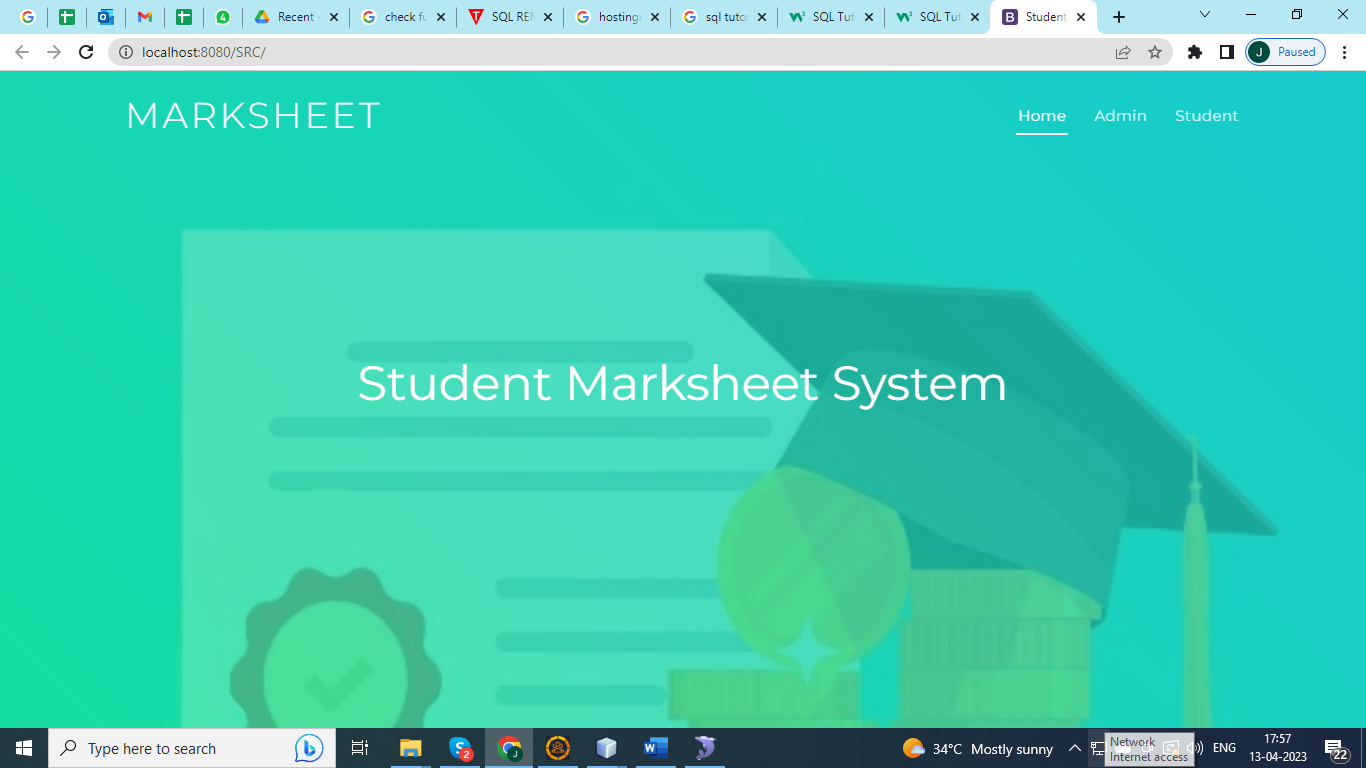 Recent
check fu
SQL REN
hosting
sql tuto
SQL Tut
SQL Tut
Student
localhost:8080/SRC/
J Paused
MARKSHEET
Home Admin Student
Student Marksheet System
Type here to search
2
J
34°C Mostly sunny
Network
Internet access
ENG
17:57
13-04-2023
22